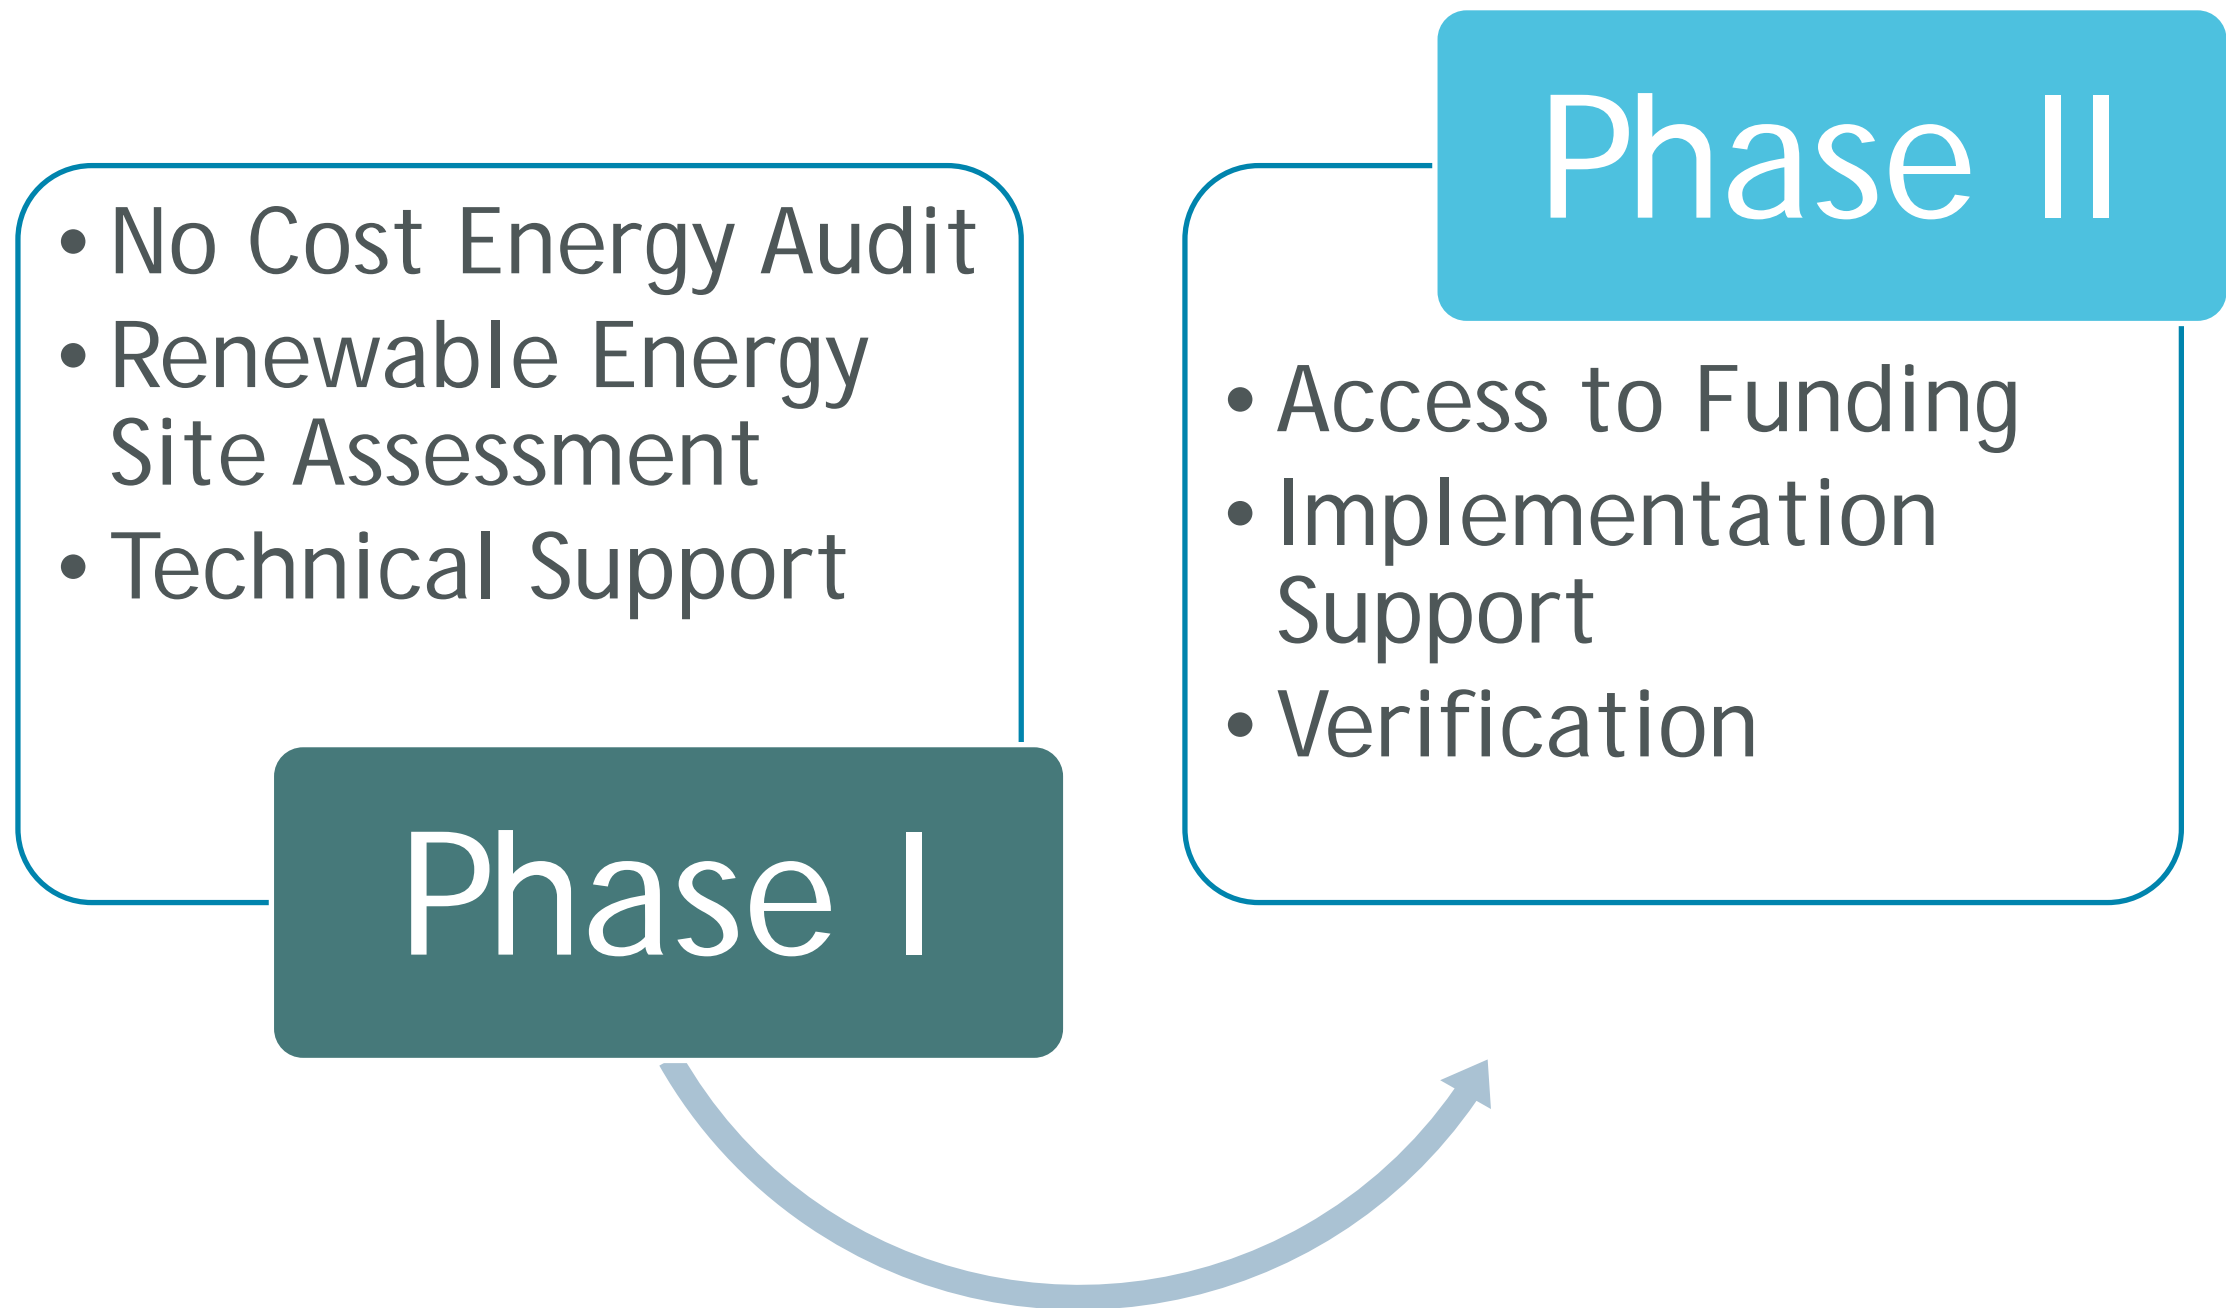 • No Cost Energy Audit
• Renewable Energy
Site Assessment
• Technical Support
Phase I
Phase II
• Access to Funding
• Implementation
Support
• Verification